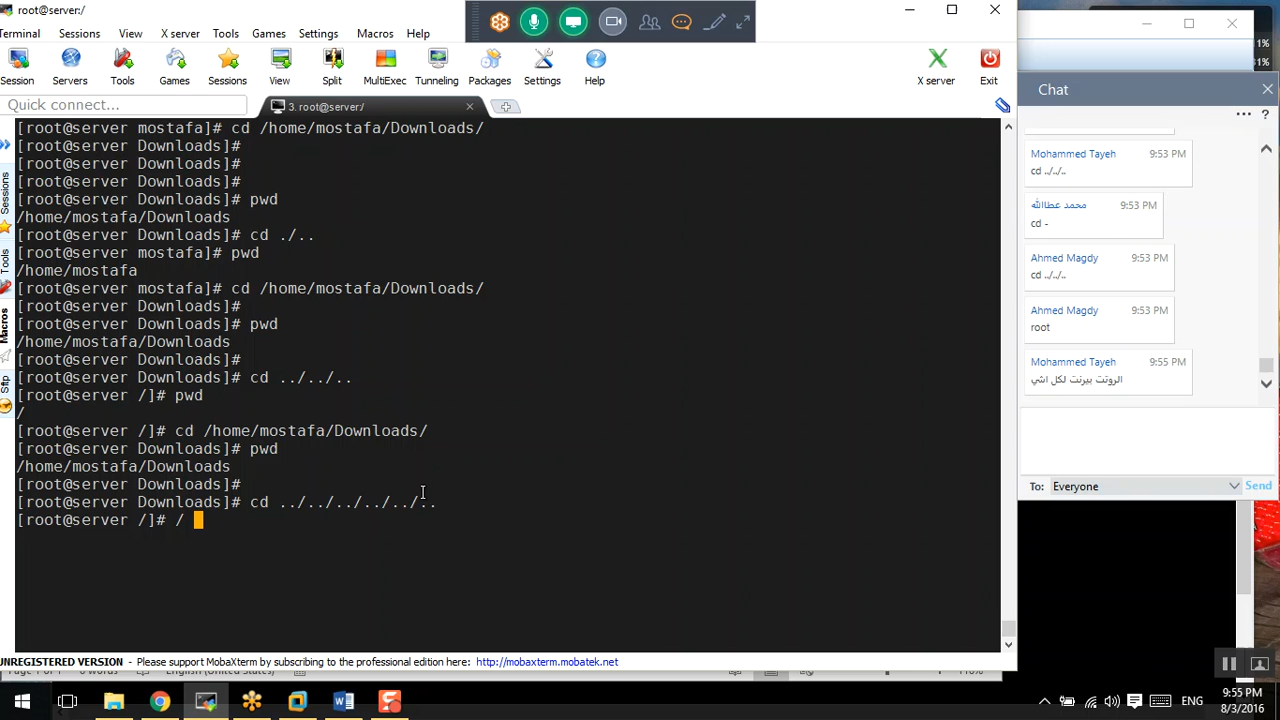 root@server:/
Terminal Sessions View X server Tools Games Settings Macros Help
Session Servers Tools Games Sessions View Split MultiExec Tunneling Packages Settings Help X server Exit
Quick connect...
3. root@server:/
[root@server mostafa]# cd /home/mostafa/Downloads/
[root@server Downloads]#
[root@server Downloads]#
[root@server Downloads]#
[root@server Downloads]# pwd
/home/mostafa/Downloads
[root@server Downloads]# cd ./..
[root@server mostafa]# pwd
/home/mostafa
[root@server mostafa]# cd /home/mostafa/Downloads/
[root@server Downloads]#
[root@server Downloads]# pwd
/home/mostafa/Downloads
[root@server Downloads]#
[root@server Downloads]# cd ../../..
[root@server /]# pwd
/
[root@server /]# cd /home/mostafa/Downloads/
[root@server Downloads]# pwd
/home/mostafa/Downloads
[root@server Downloads]#
[root@server Downloads]# cd ../../../../../..
[root@server /]# /
Sessions
Tools
Macros
Sftp
UNREGISTERED VERSION - Please support MobaXterm by subscribing to the professional edition here: http://mobaxterm.mobatek.net
1%
31%
Chat
Mohammed Tayeh 9:53 PM
cd ../../..
محمد عطاالله 9:53 PM
cd -
Ahmed Magdy 9:53 PM
cd ../../..
Ahmed Magdy 9:53 PM
root
Mohammed Tayeh 9:55 PM
الرونت بيرنت لكل اشي
To: Everyone Send
ENG
9:55 PM
8/3/2016